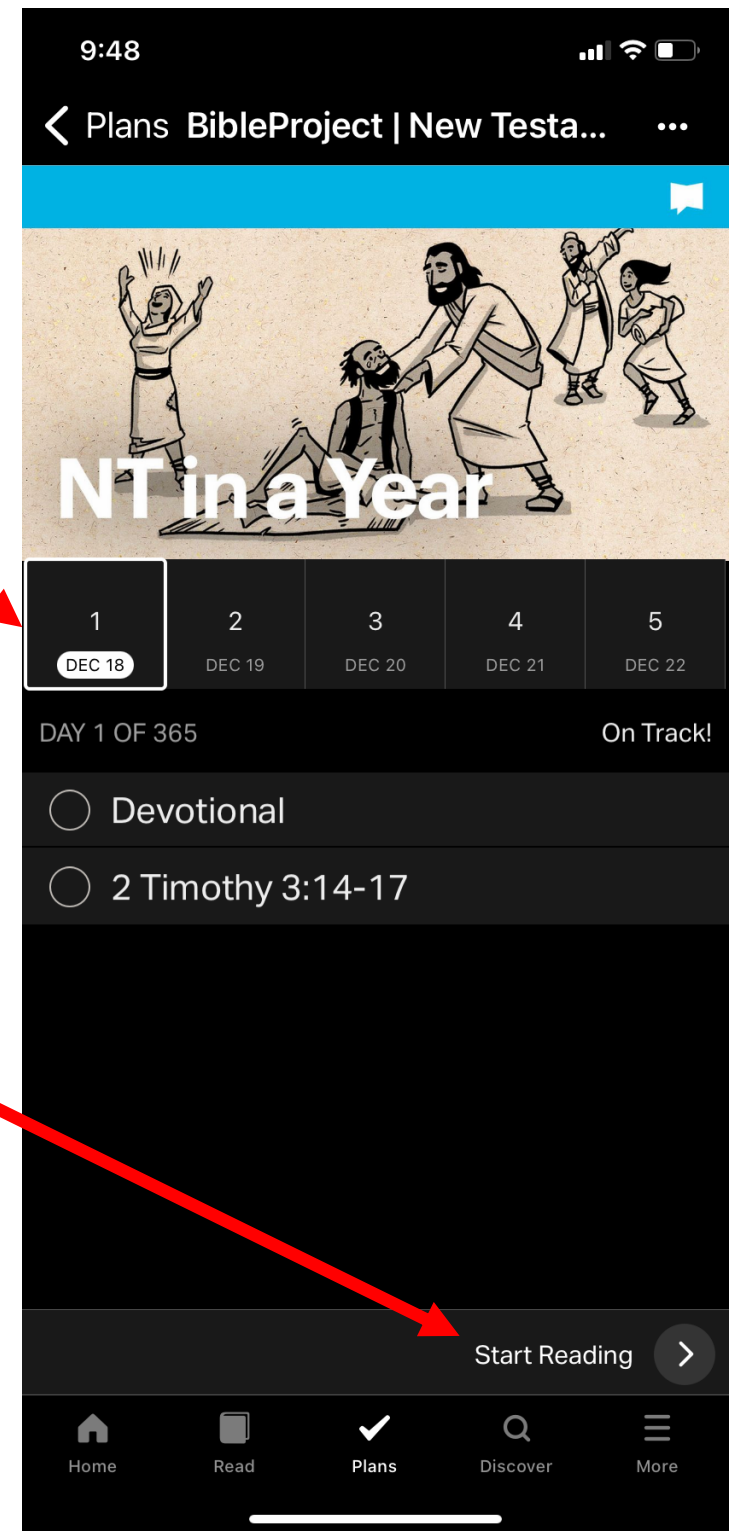 9:48
Plans BibleProject | New Testa...
NT in a Year
1 2 3 4 5
DEC 18 DEC 19 DEC 20 DEC 21 DEC 22
DAY 1 OF 365 On Track!
Devotional
2 Timothy 3:14-17
Start Reading
Home Read Plans Discover More